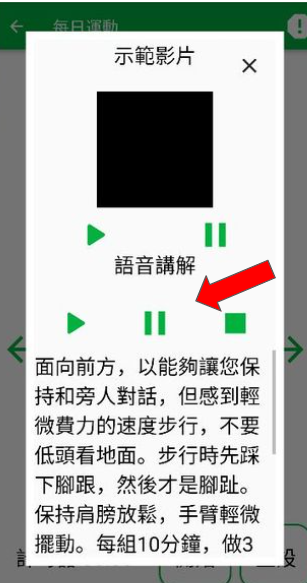 每日運動
示範影片
語音講解
面向前方，以能夠讓您保
持和旁人對話，但感到輕
微費力的速度步行，不要
低頭看地面。步行時先踩
下腳跟，然後才是腳趾。
保持肩膀放鬆，手臂輕微
擺動。每組10分鐘，做3